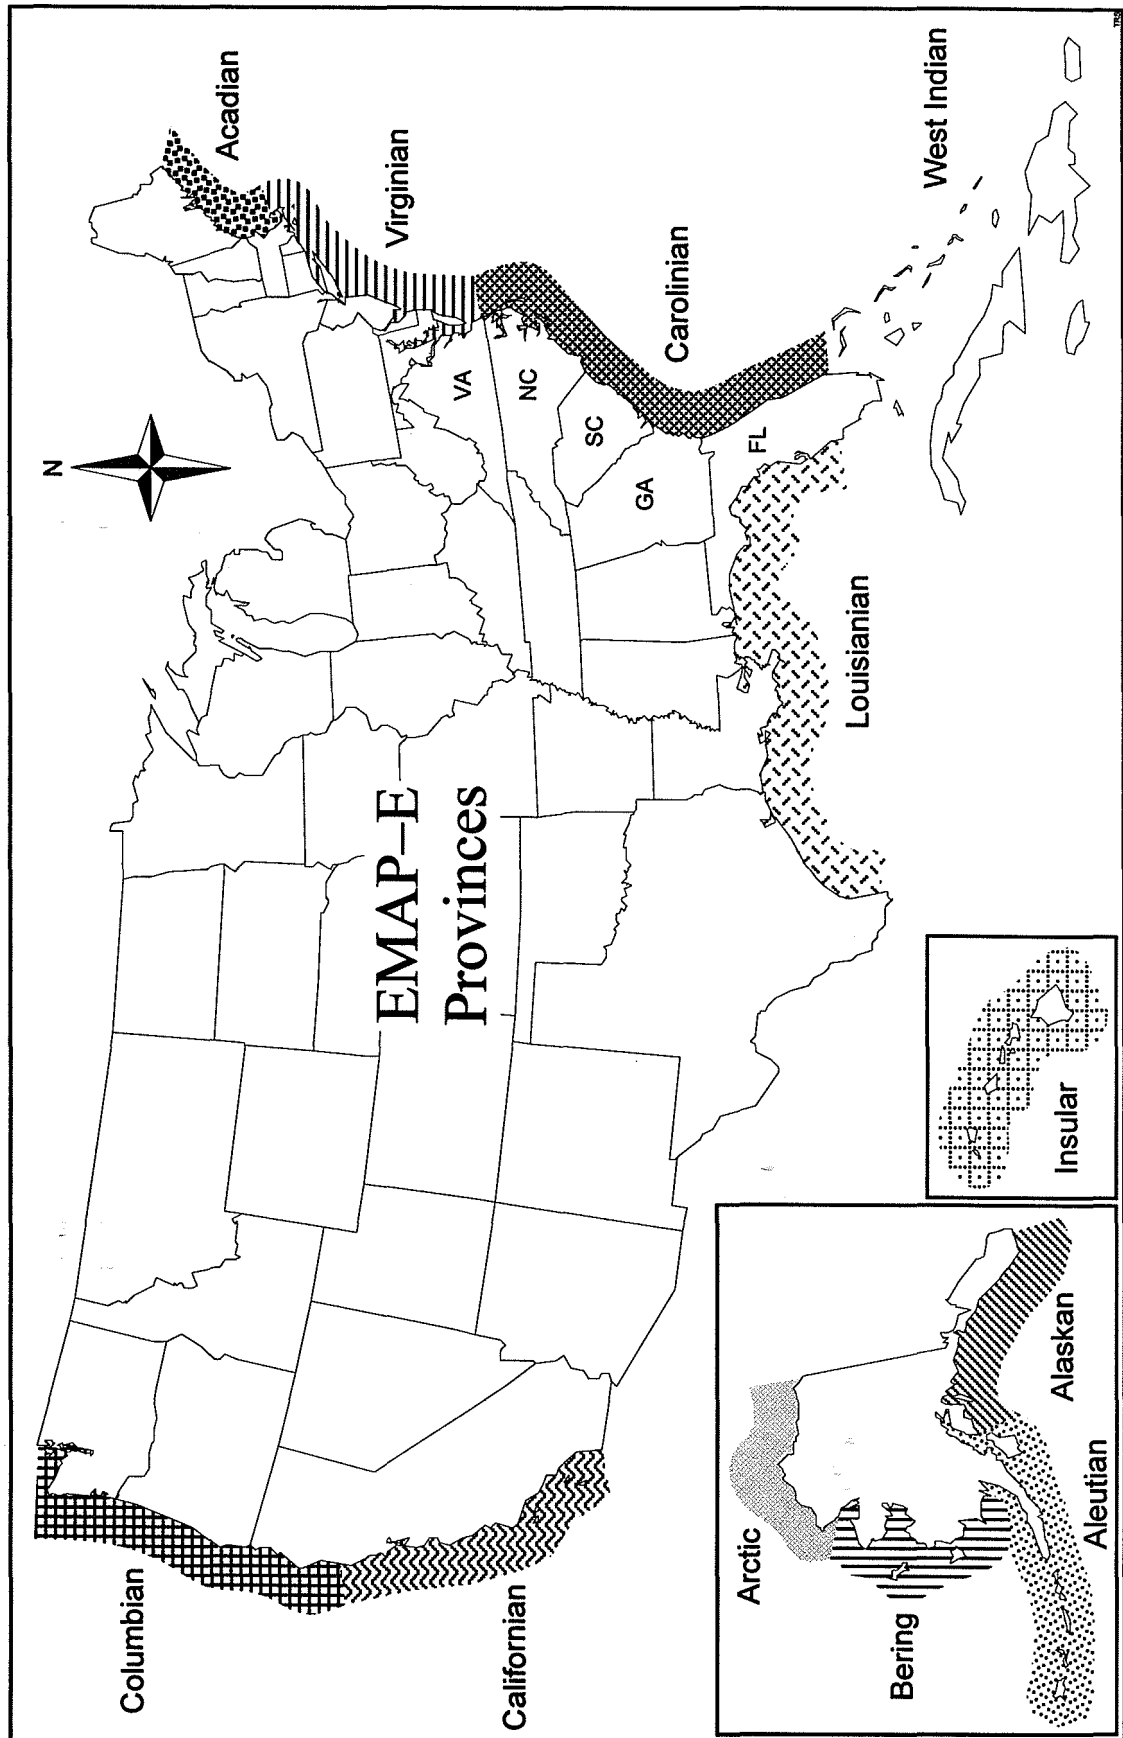 N
EMAP–E
Provinces
Columbian
Californian
Acadian
Virginian
Carolinian
West Indian
Louisianian
VA
NC
SC
GA
FL
Arctic
Bering
Aleutian
Alaskan
Insular